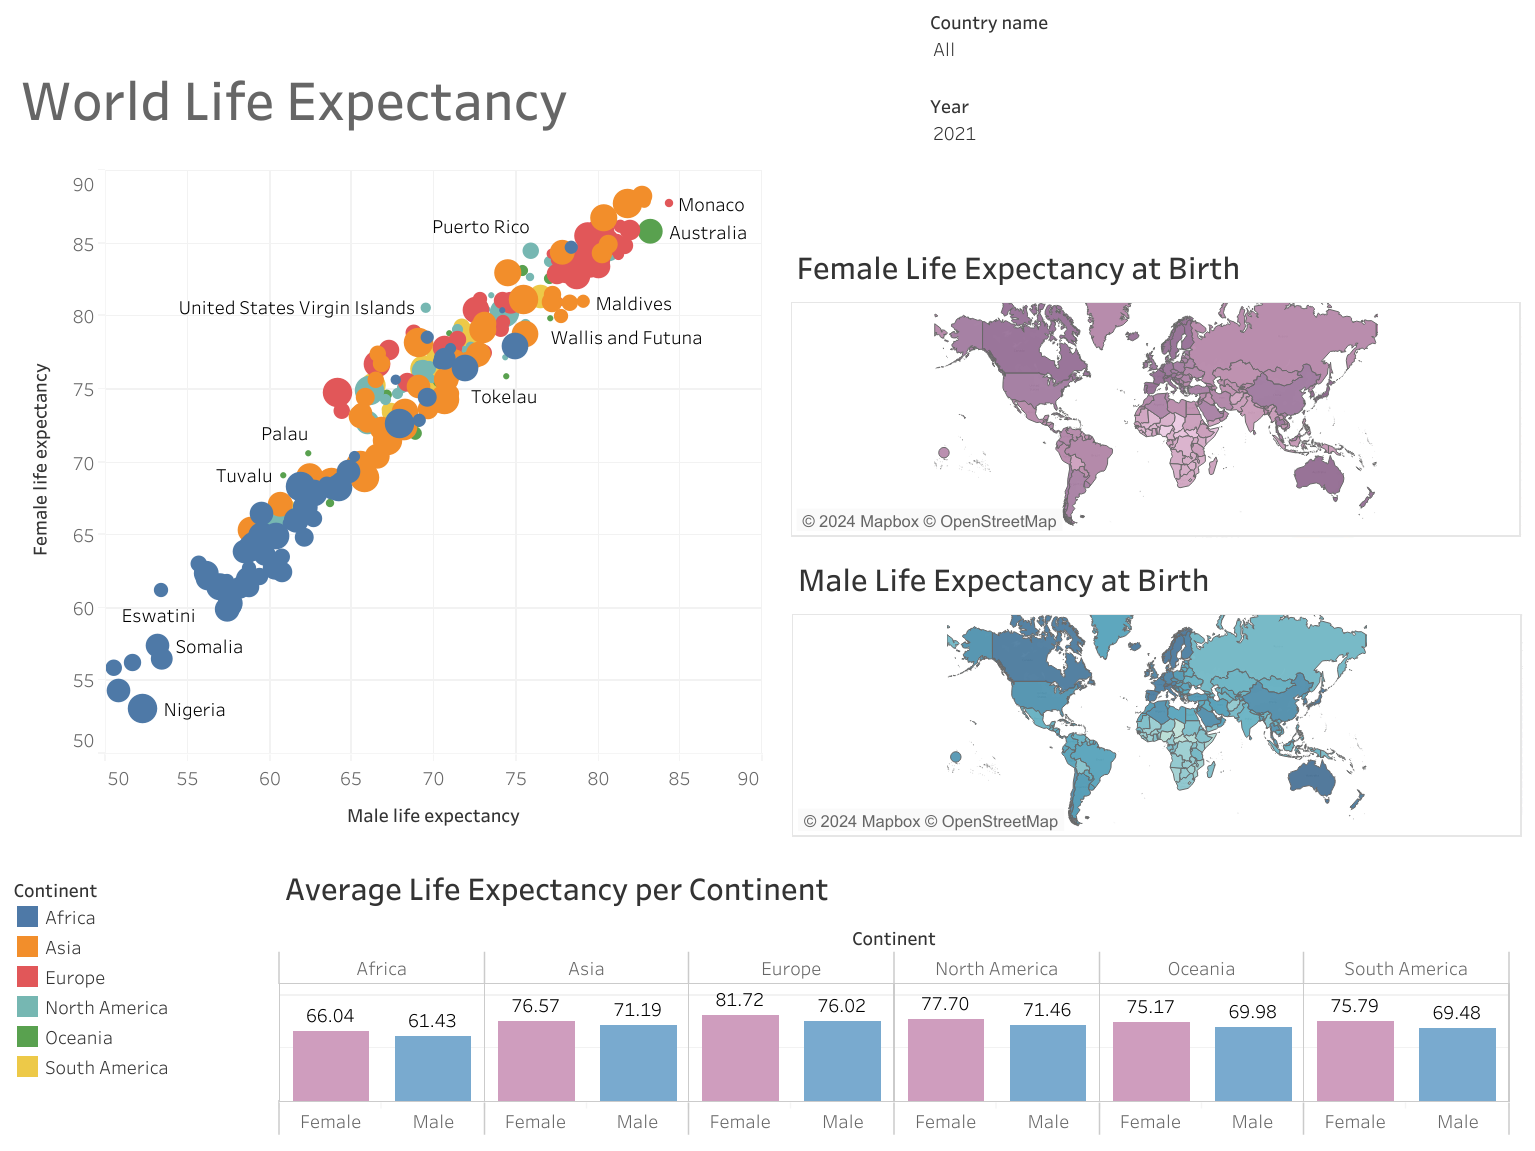 Country name
All
World Life Expectancy
Year
2021
90
85
80
75
70
65
60
55
50
Female life expectancy
Monaco
Puerto Rico
Australia
United States Virgin Islands
Maldives
Wallis and Futuna
Tokelau
Palau
Tuvalu
Eswatini
Somalia
Nigeria
50 55 60 65 70 75 80 85 90
Male life expectancy
Female Life Expectancy at Birth
© 2024 Mapbox © OpenStreetMap
Male Life Expectancy at Birth
© 2024 Mapbox © OpenStreetMap
Continent
Africa
Asia
Europe
North America
Oceania
South America
Average Life Expectancy per Continent
Continent
Africa Asia Europe North America Oceania South America
66.04 61.43 76.57 71.19 81.72 76.02 77.70 71.46 75.17 69.98 75.79 69.48
Female Male Female Male Female Male Female Male Female Male Female Male